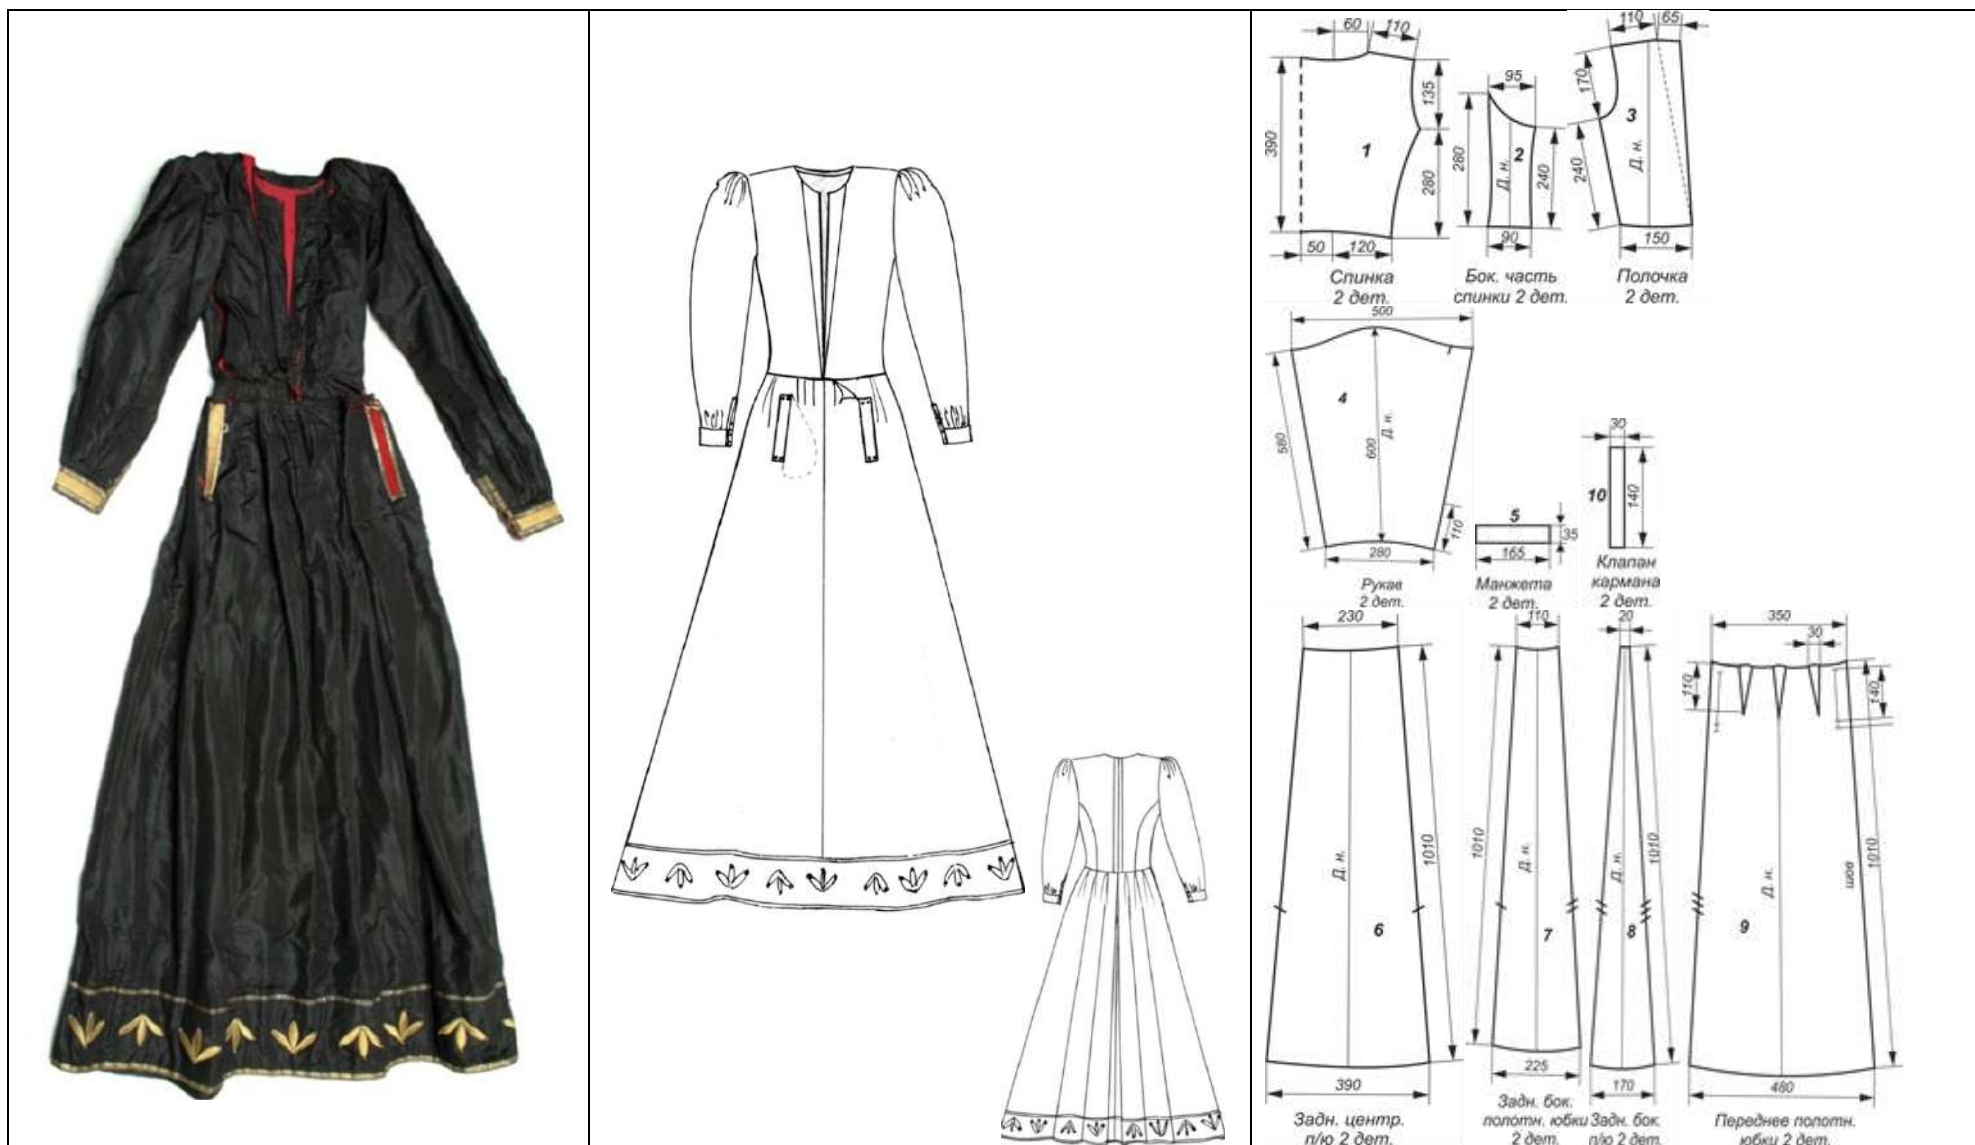 60 110
390
135
280
1
50 120
Спинка
2 дет.
95
280
Д. н.
2
240
90
Бок. часть
спинки 2 дет.
110 65
170
3
Д. н.
240
150
Полочка
2 дет.
500
4
580
600
Д. н.
110
280
Рукав
2 дет.
5
35
165
Манжета
2 дет.
30
10
140
Клапан
кармана
2 дет.
230
Д. н.
1010
6
390
Задн. центр.
п/ю 2 дет.
110
1010
Д. н.
7
225
Задн. бок.
полотн. юбки
2 дет.
20
Д. н.
1010
8
170
Задн. бок.
п/ю 2 дет.
350
30
110
140
Д. н.
шов
1010
9
480
Переднее полотн.
юбки 2 дет.